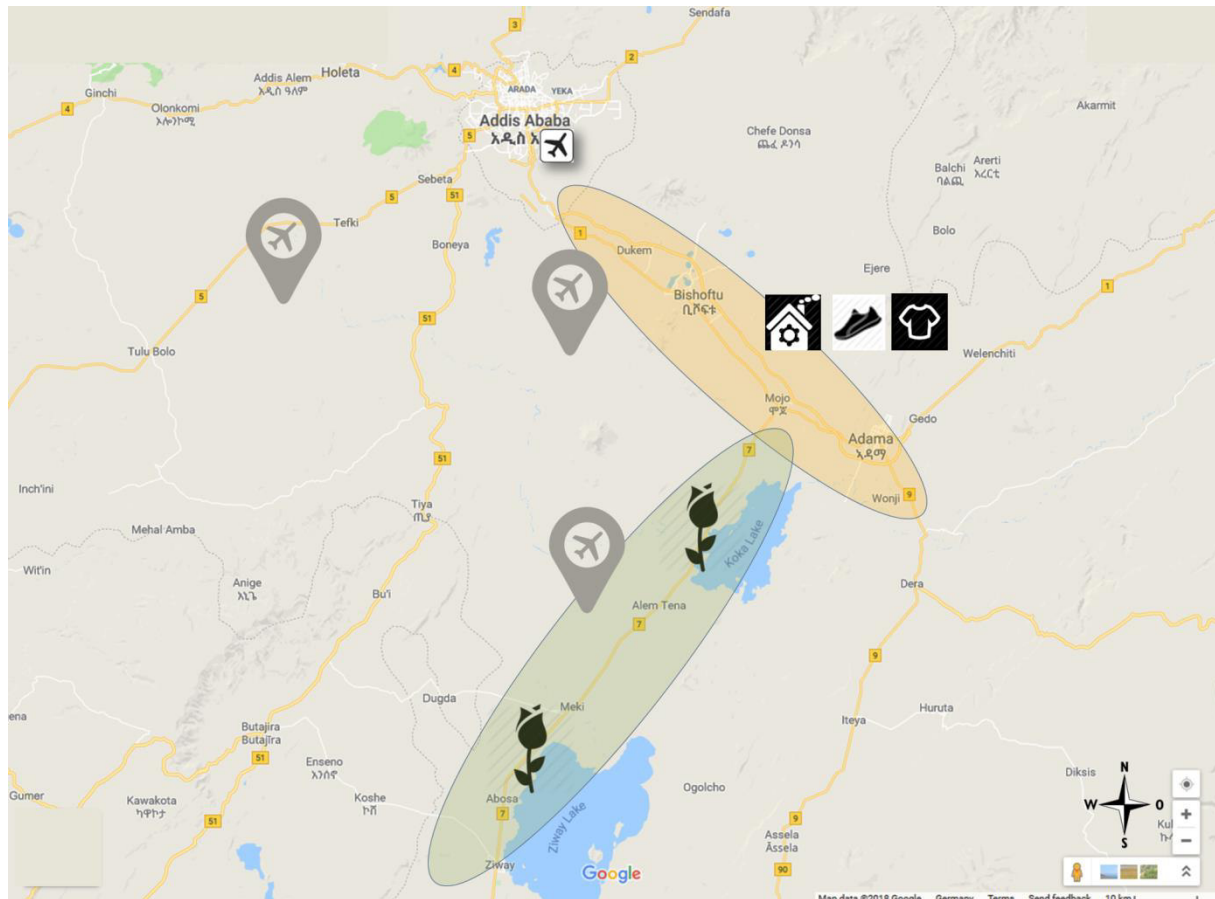 Sendafa
3
4
Addis Alem
አዲስ ዓለም
Holeta
2
Ginchi
ARADA
YEKA
4
Olonkomi
ኦሎንኮሚ
Akarmit
Addis Ababa
አዲስ አ
5
Chefe Donsa
ጨፌ ዶንሳ
Balchi
ባልጪ
Arerti
አረርቲ
Sebeta
5
51
Tefki
1
Boneya
Dukem
Bolo
Ejere
5
Bishoftu
ቢሾፍቱ
1
51
Tulu Bolo
Welenchiti
Mojo
ሞጆ
Gedo
Adama
አዳማ
7
51
Inch'ini
Wonji
9
Tiya
ጢያ
Mehal Amba
Koka Lake
Wit'in
Anige
አኒጌ
Bu'i
Dera
Alem Tena
7
9
Dugda
Meki
ena
Huruta
Iteya
Butajira
Butajīra
51
Enseno
እንሰኖ
N
Diksis
Gumer
Kawakota
ካዋኮታ
Koshe
ኮሸ
Abosa
Ogolcho
W
O
7
51
Ziway Lake
9
Kul
S
Assela
Āssela
Ziway
Google
90
Map data ©2018 Google Germany Terms Send feedback 10 km